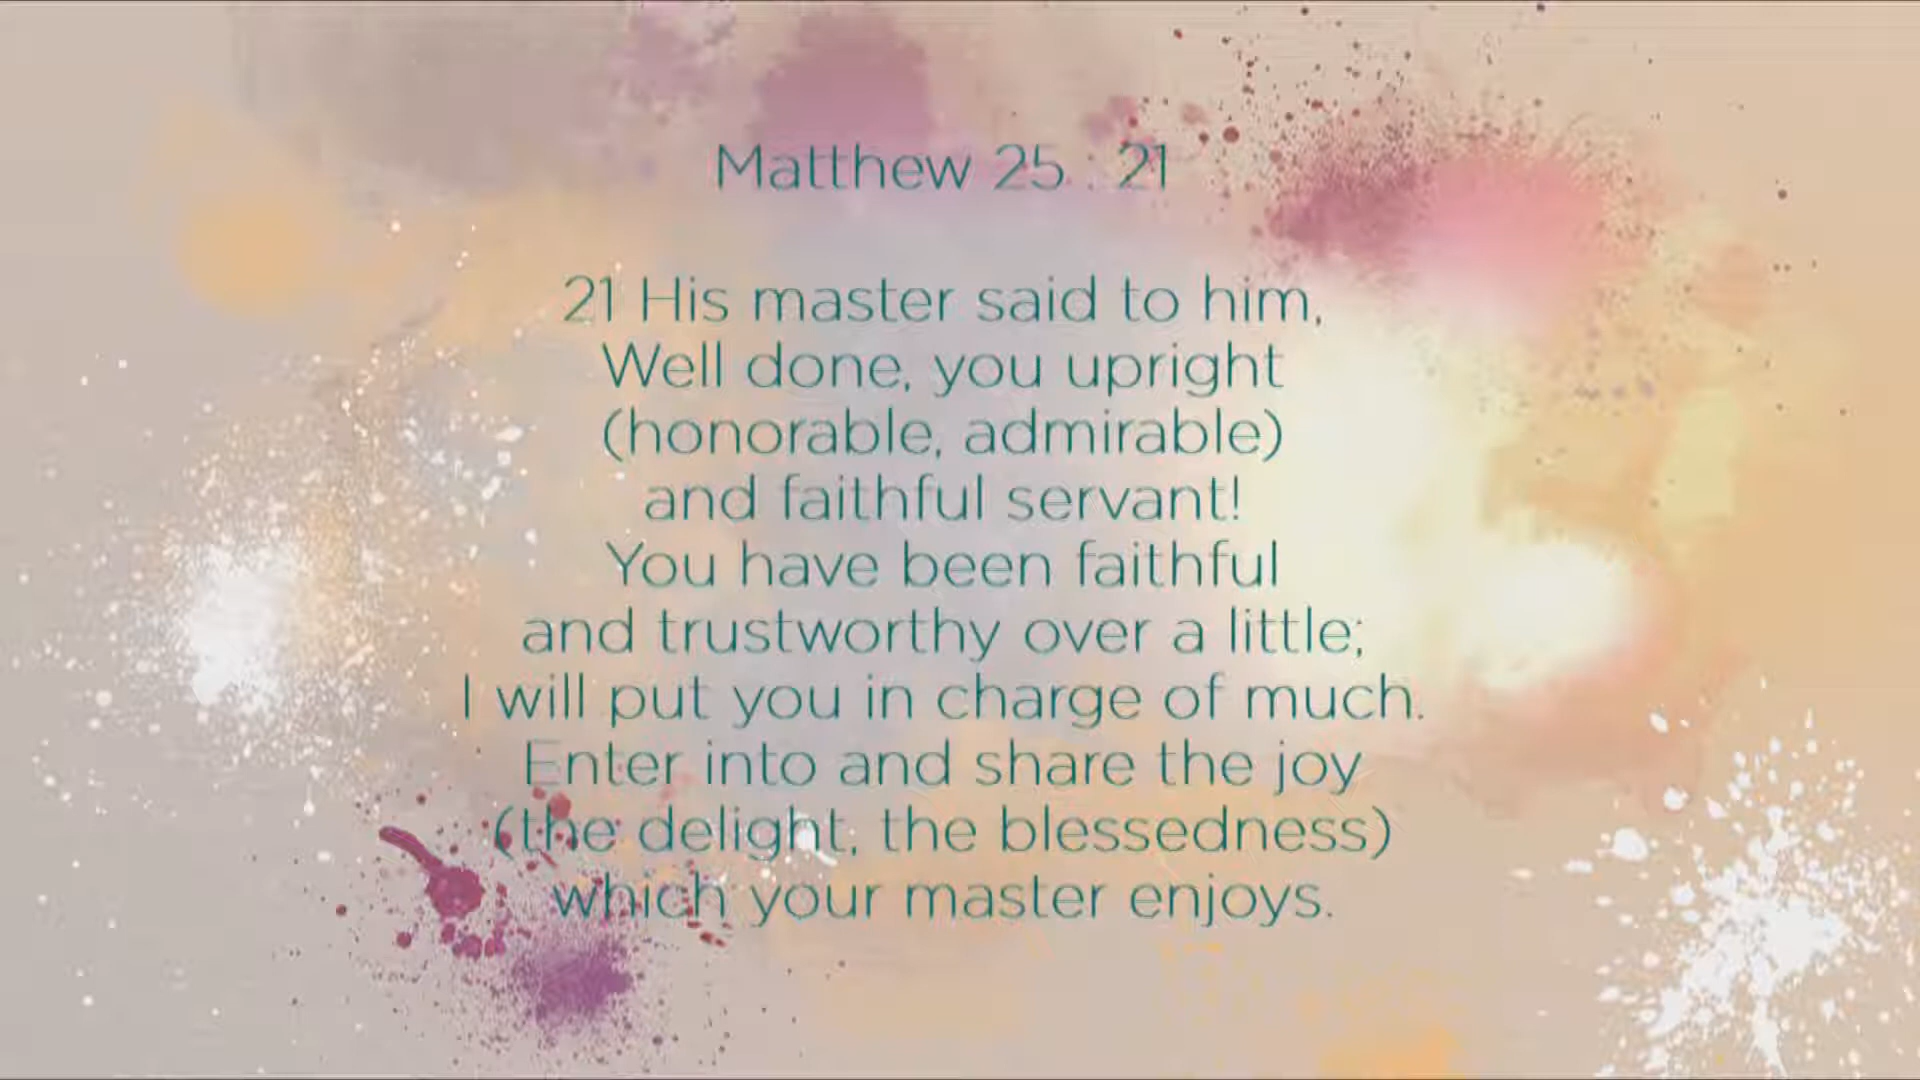 Matthew 25 : 21
21 His master said to him,
Well done, you upright
(honorable, admirable)
and faithful servant!
You have been faithful
and trustworthy over a little;
I will put you in charge of much.
Enter into and share the joy
(the delight, the blessedness)
which your master enjoys.